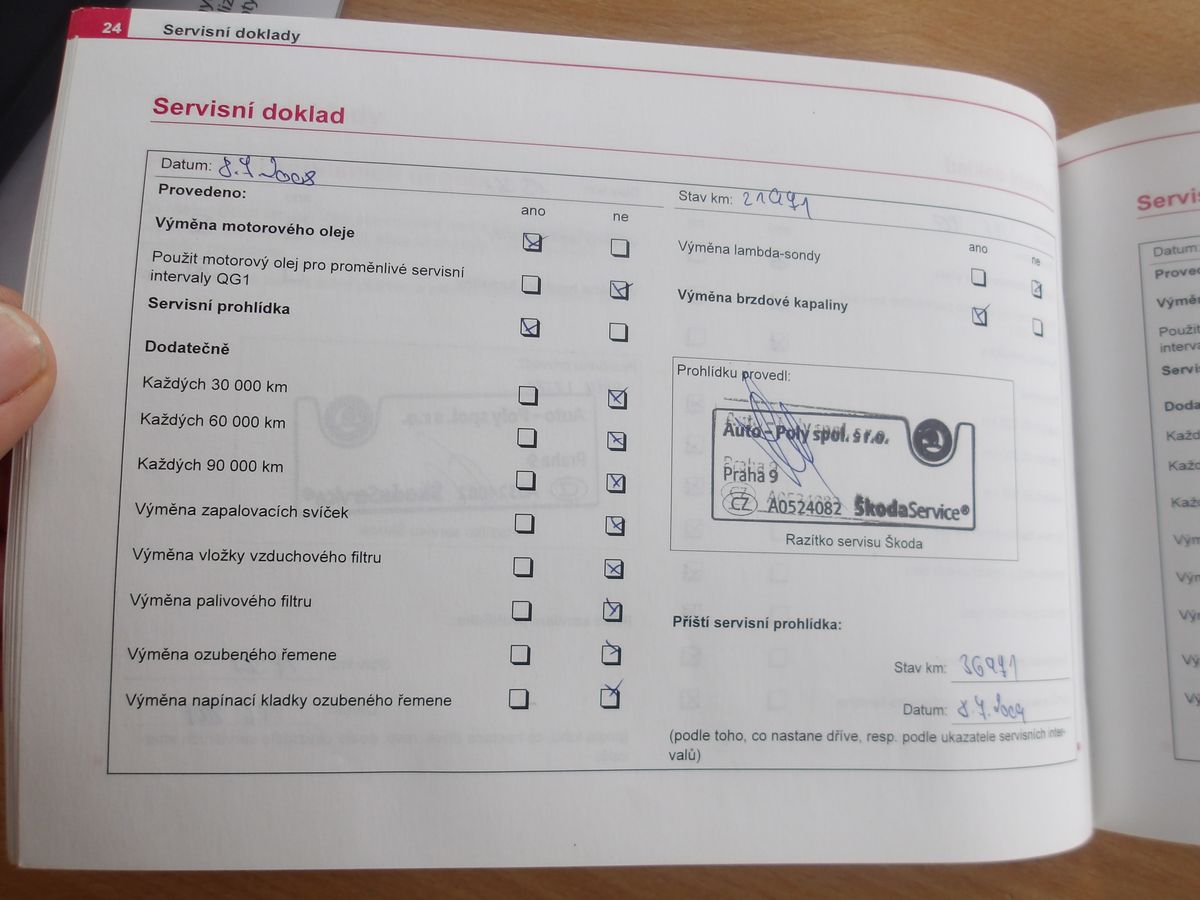 24
Servisní doklady
Servisní doklad
Datum: 8.7.2008
Stav km: 21971
Provedeno:
ano ne
Výměna motorového oleje
Použit motorový olej pro proměnlivé servisní
intervaly QG1
Servisní prohlídka
Dodatečně
Každých 30 000 km
Každých 60 000 km
Každých 90 000 km
Výměna zapalovacích svíček
Výměna vložky vzduchového filtru
Výměna palivového filtru
Výměna ozubeného řemene
Výměna napínací kladky ozubeného řemene
ano ne
Výměna lambda-sondy
Výměna brzdové kapaliny
Prohlídku provedl:
Auto - Poly spol. s r.o.
Praha 9
CZ A0524082 ŠkodaService®
Razítko servisu Škoda
Příští servisní prohlídka:
Stav km: 36971
Datum: 8.7.2009
(podle toho, co nastane dříve, resp. podle ukazatele servisních inter-
valů)
Datum: